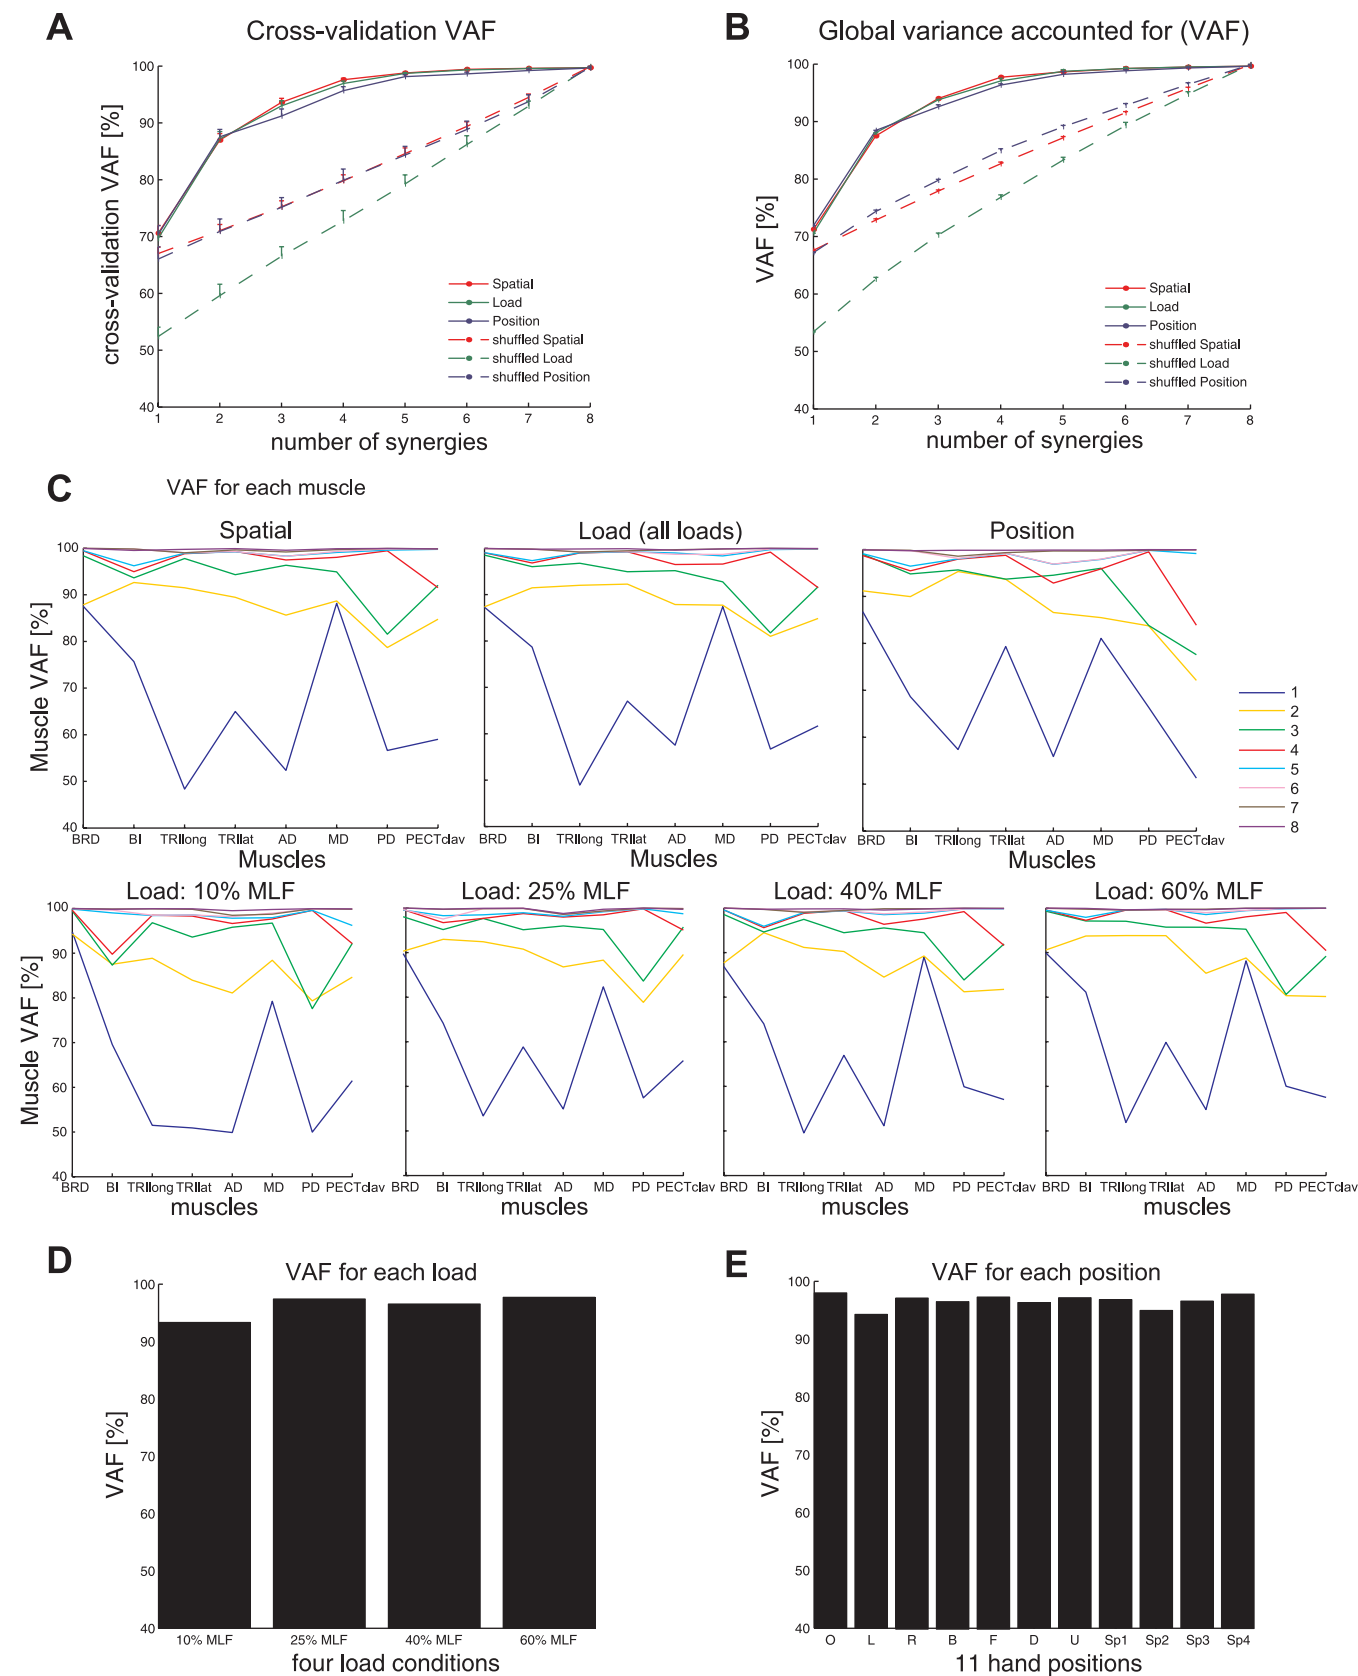 A Cross-validation VAF
cross-validation VAF [%]
100
90
80
70
60
50
40
1 2 3 4 5 6 7 8
number of synergies
Spatial
Load
Position
shuffled Spatial
shuffled Load
shuffled Position
B Global variance accounted for (VAF)
VAF [%]
100
90
80
70
60
50
40
1 2 3 4 5 6 7 8
number of synergies
Spatial
Load
Position
shuffled Spatial
shuffled Load
shuffled Position
C VAF for each muscle
Spatial
Load (all loads)
Position
Muscle VAF [%]
100
90
80
70
60
50
40
BRD BI TRIlong TRIlat AD MD PD PECTclav
Muscles
BRD BI TRIlong TRIlat AD MD PD PECTclav
Muscles
BRD BI TRIlong TRIlat AD MD PD PECTclav
Muscles
1
2
3
4
5
6
7
8
Load: 10% MLF
Load: 25% MLF
Load: 40% MLF
Load: 60% MLF
Muscle VAF [%]
100
90
80
70
60
50
40
BRD BI TRIlong TRIlat AD MD PD PECTclav
muscles
BRD BI TRIlong TRIlat AD MD PD PECTclav
muscles
BRD BI TRIlong TRIlat AD MD PD PECTclav
muscles
BRD BI TRIlong TRIlat AD MD PD PECTclav
muscles
D VAF for each load
VAF [%]
100
90
80
70
60
50
40
10% MLF 25% MLF 40% MLF 60% MLF
four load conditions
E VAF for each position
VAF [%]
100
90
80
70
60
50
40
O L R B F D U Sp1 Sp2 Sp3 Sp4
11 hand positions